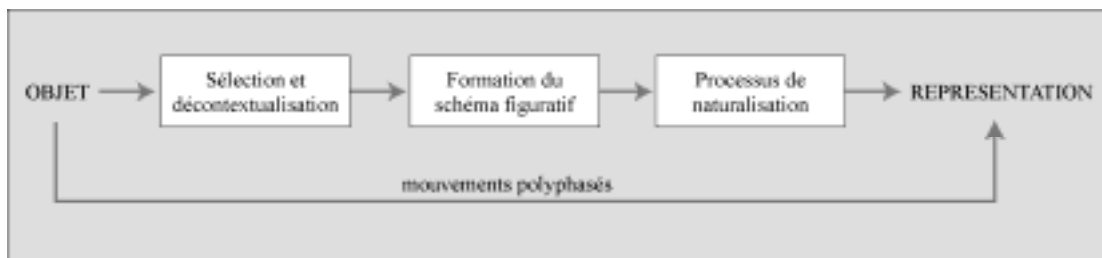 OBJET
Sélection et
décontextualisation
Formation du
schéma figuratif
Processus de
naturalisation
REPRESENTATION
mouvements polyphasés